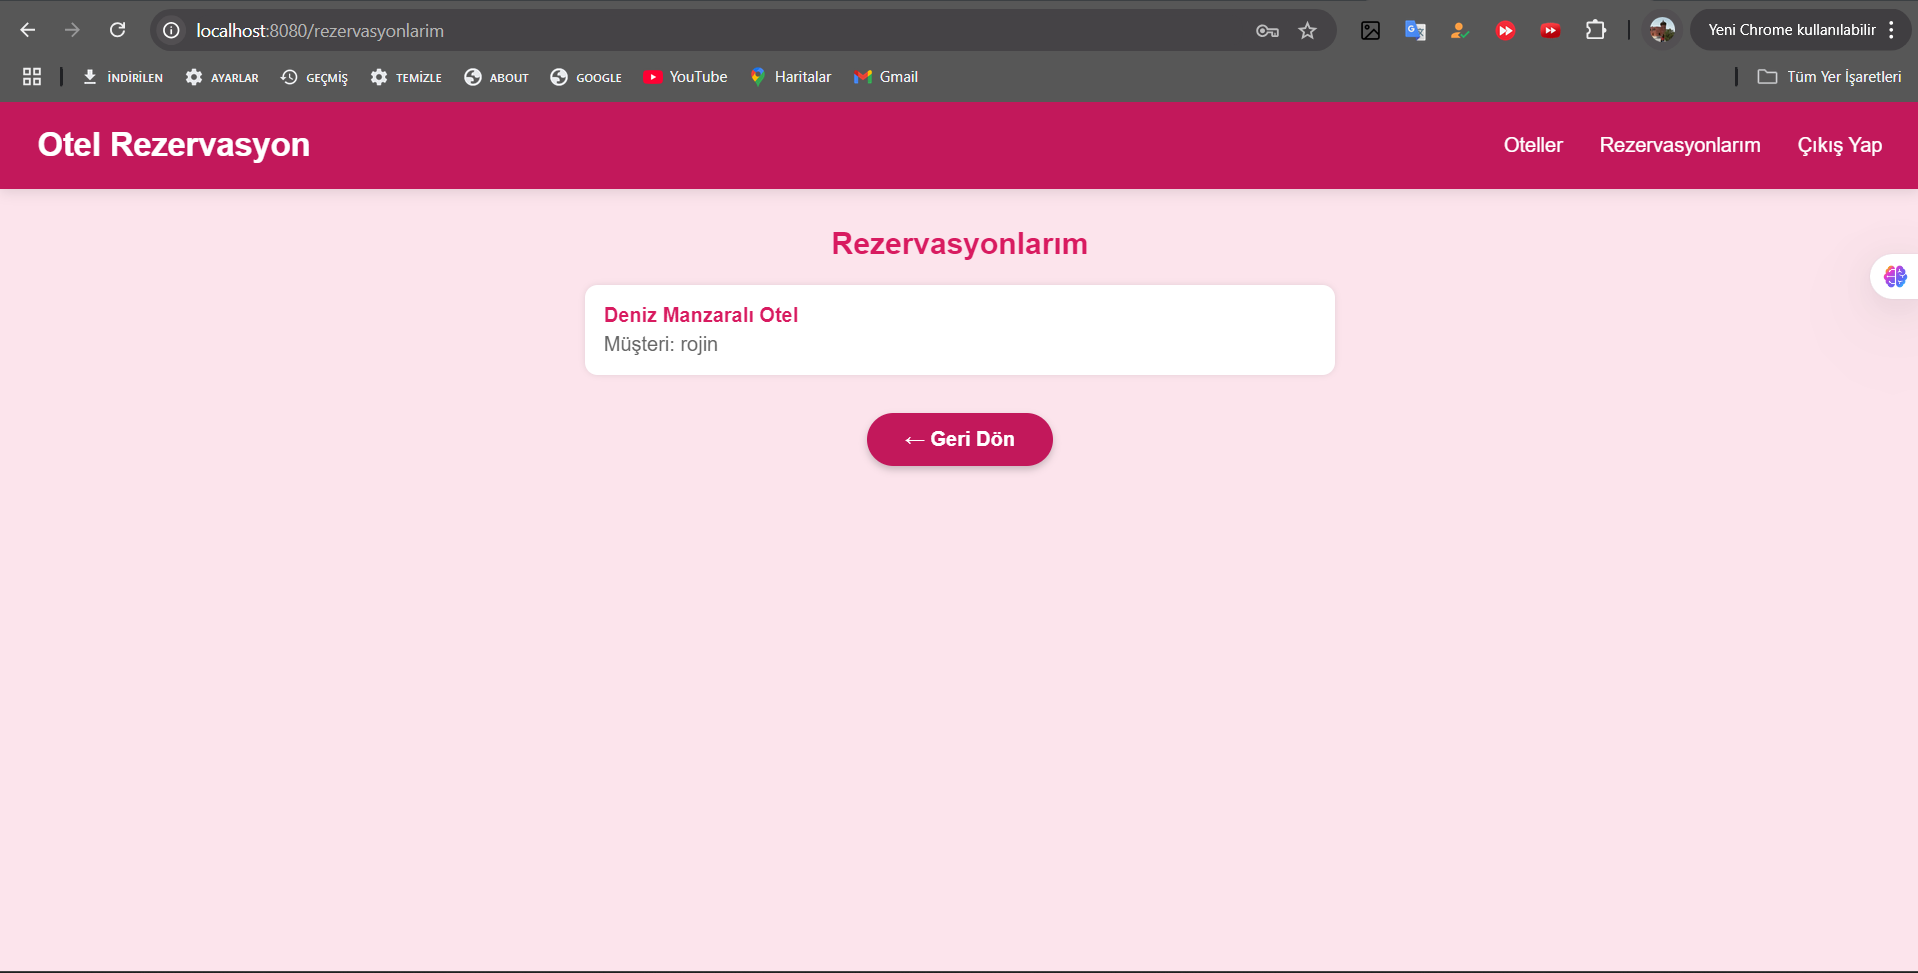 localhost:8080/rezervasyonlarim
Yeni Chrome kullanılabilir
İNDİRİLEN AYARLAR GEÇMİŞ TEMİZLE ABOUT GOOGLE YouTube Haritalar Gmail Tüm Yer İşaretleri
Otel Rezervasyon Oteller Rezervasyonlarım Çıkış Yap
Rezervasyonlarım
Deniz Manzaralı Otel
Müşteri: rojin
← Geri Dön